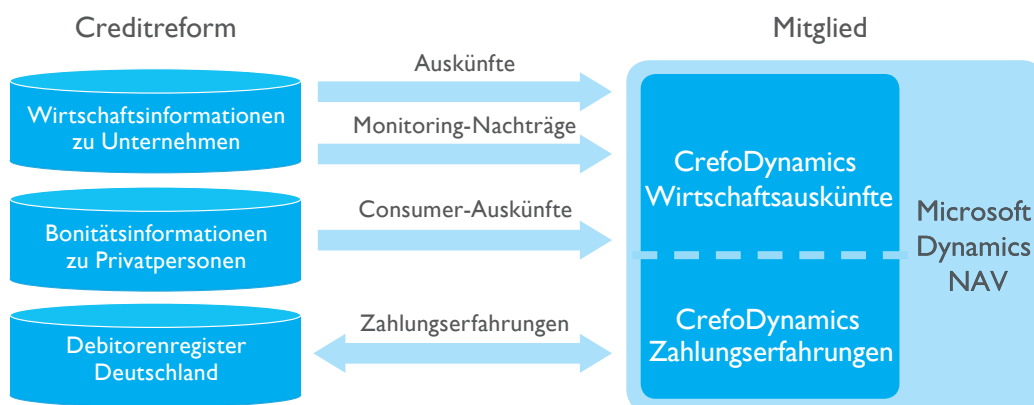 Creditreform
Mitglied
Auskünfte
Wirtschaftsinformationen
zu Unternehmen
Monitoring-Nachträge
CrefoDynamics
Wirtschaftsauskünfte
Consumer-Auskünfte
Bonitätsinformationen
zu Privatpersonen
Microsoft
Dynamics
NAV
Zahlungserfahrungen
Debitorenregister
Deutschland
CrefoDynamics
Zahlungserfahrungen